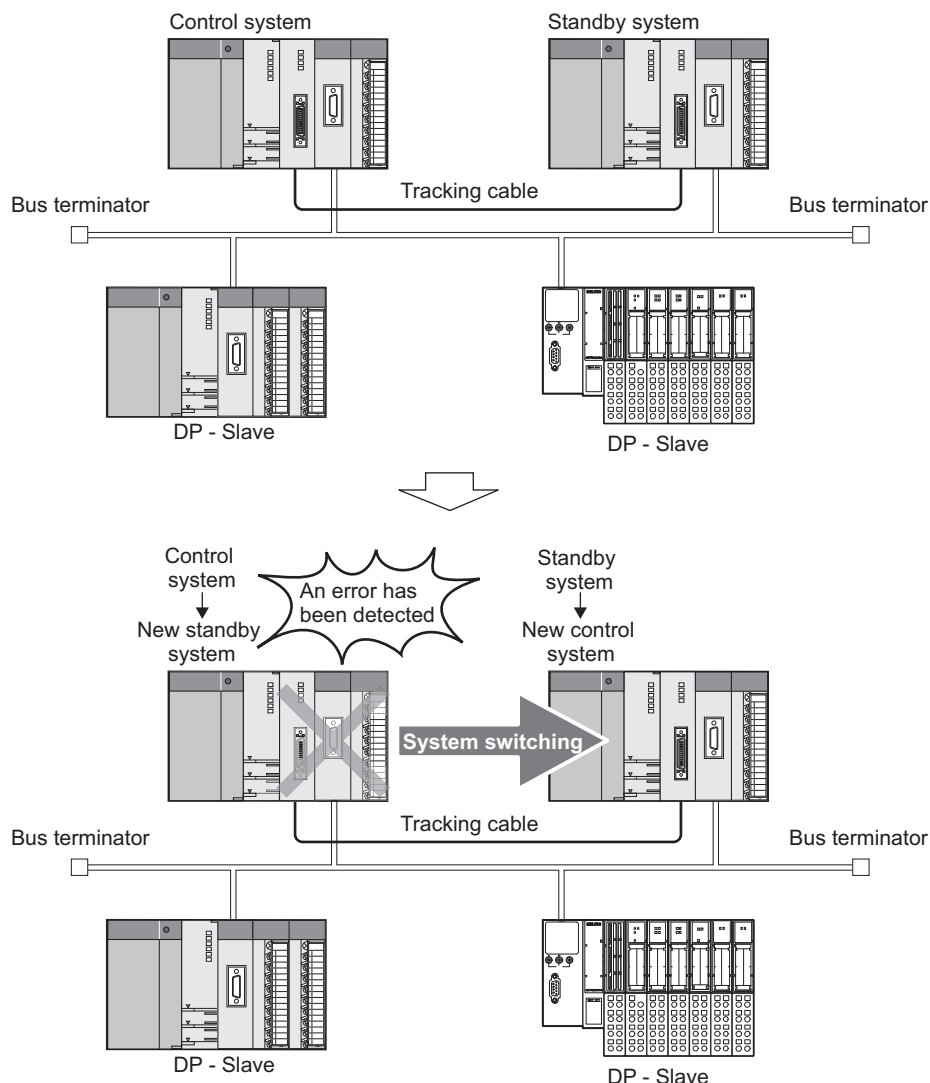 Control system
Standby system
Tracking cable
Bus terminator
Bus terminator
DP - Slave
DP - Slave
Control
system
New standby
system
An error has
been detected
Standby
system
New control
system
System switching
Tracking cable
Bus terminator
Bus terminator
DP - Slave
DP - Slave